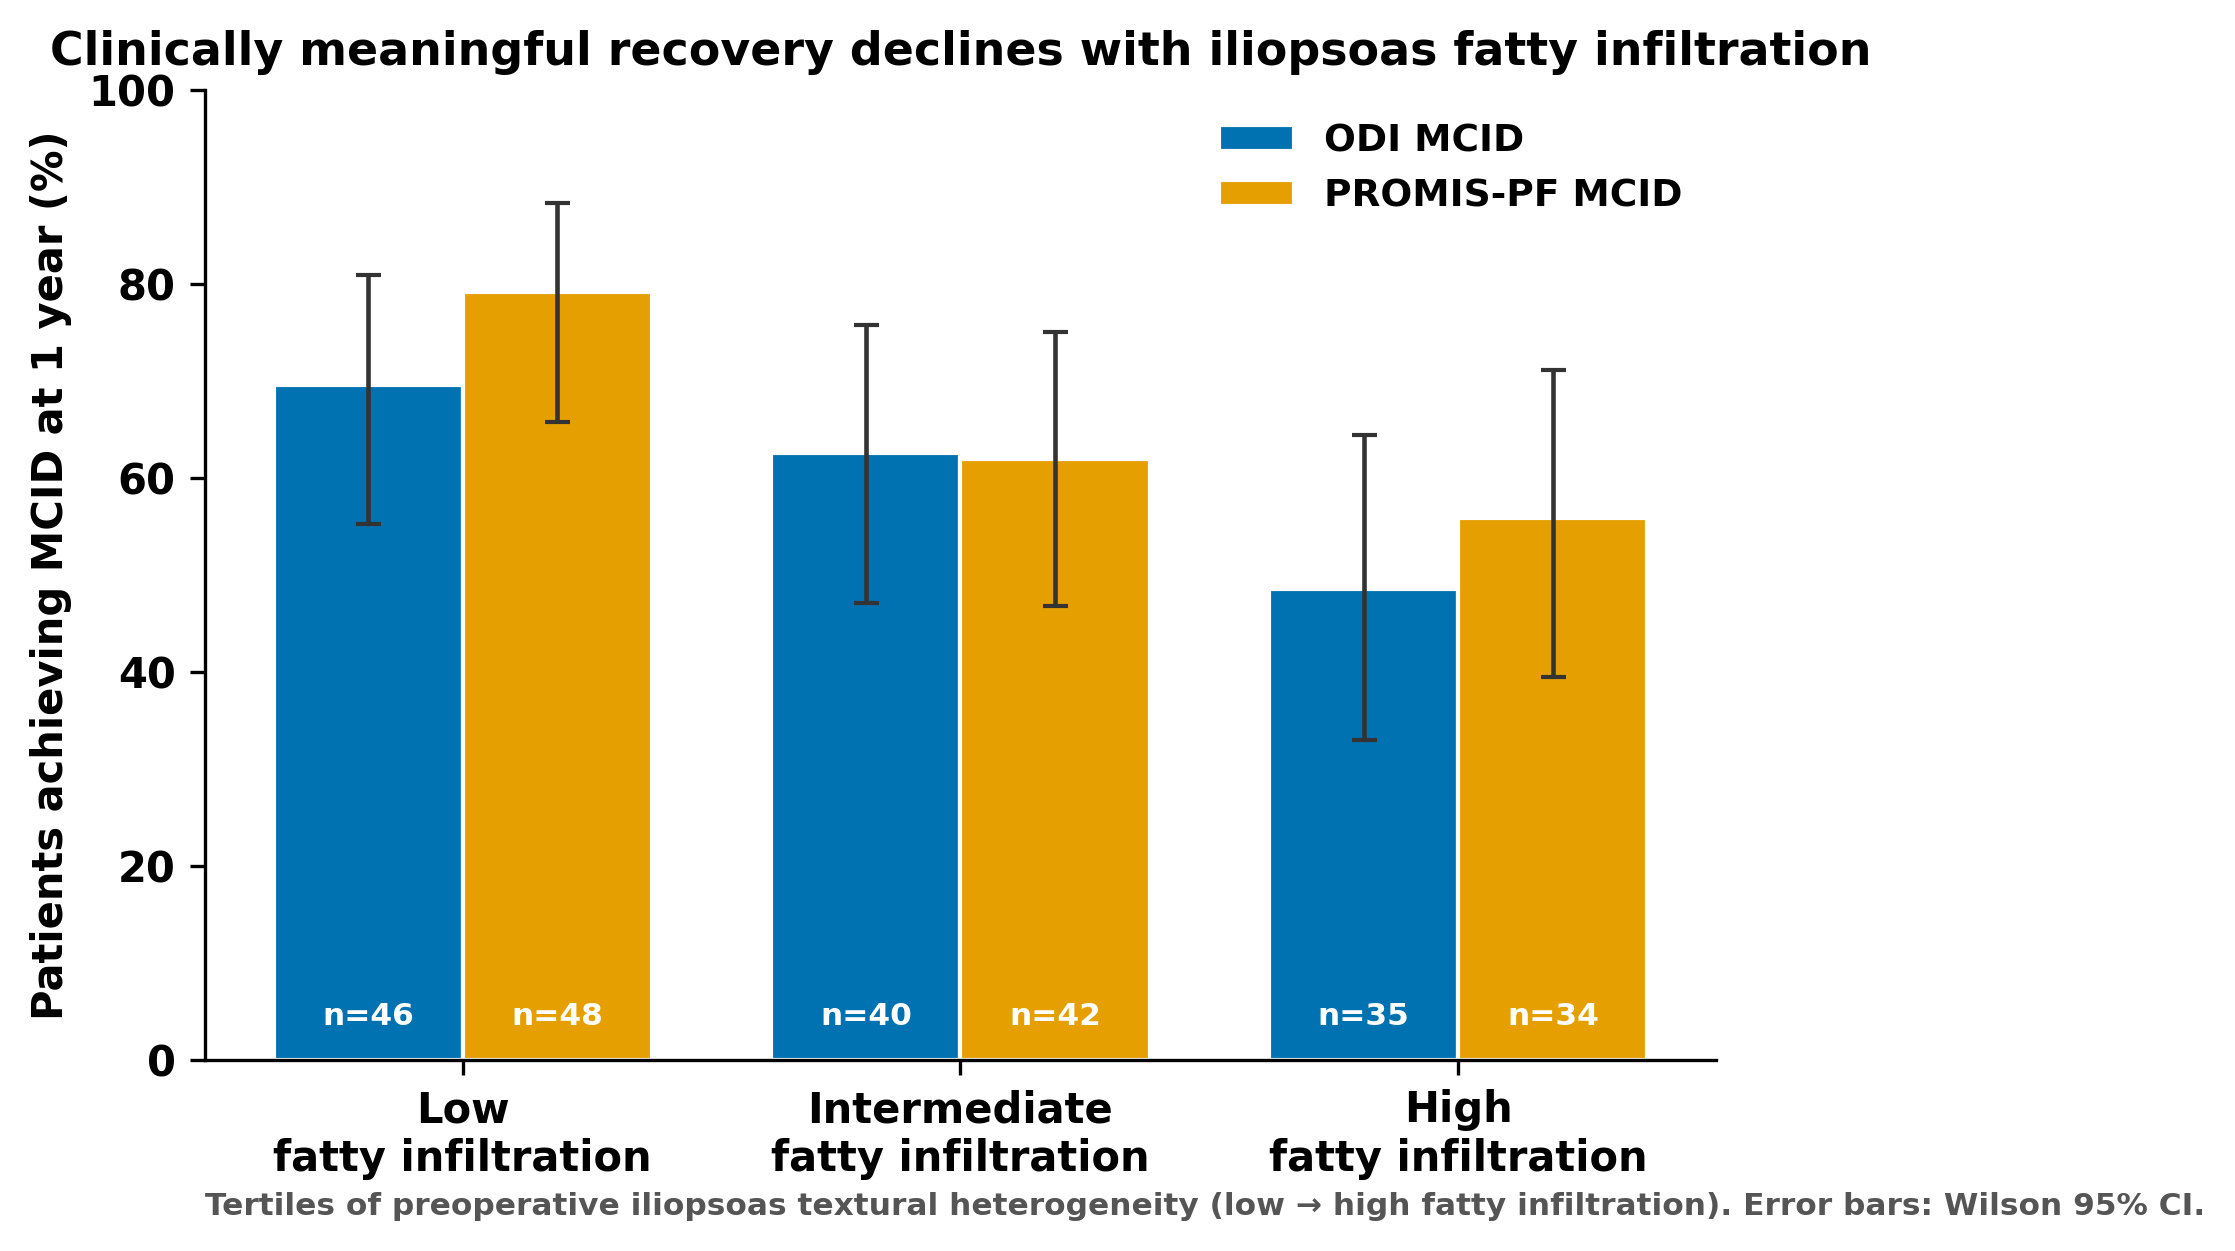 Clinically meaningful recovery declines with iliopsoas fatty infiltration
Patients achieving MCID at 1 year (%)
100
80
60
40
20
0
ODI MCID
PROMIS-PF MCID
n=46
n=48
n=40
n=42
n=35
n=34
Low
fatty infiltration
Intermediate
fatty infiltration
High
fatty infiltration
Tertiles of preoperative iliopsoas textural heterogeneity (low → high fatty infiltration). Error bars: Wilson 95% CI.